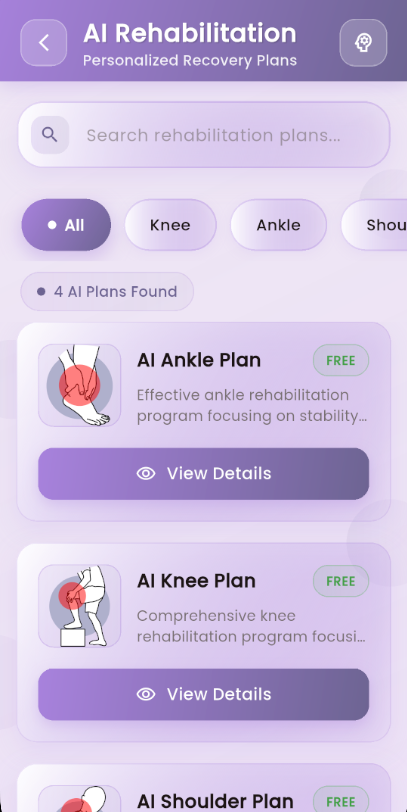 AI Rehabilitation
Personalized Recovery Plans
Search rehabilitation plans...
All
Knee
Ankle
Shou
4 AI Plans Found
AI Ankle Plan
FREE
Effective ankle rehabilitation
program focusing on stability...
View Details
AI Knee Plan
FREE
Comprehensive knee
rehabilitation program focusi...
View Details
AI Shoulder Plan
FREE